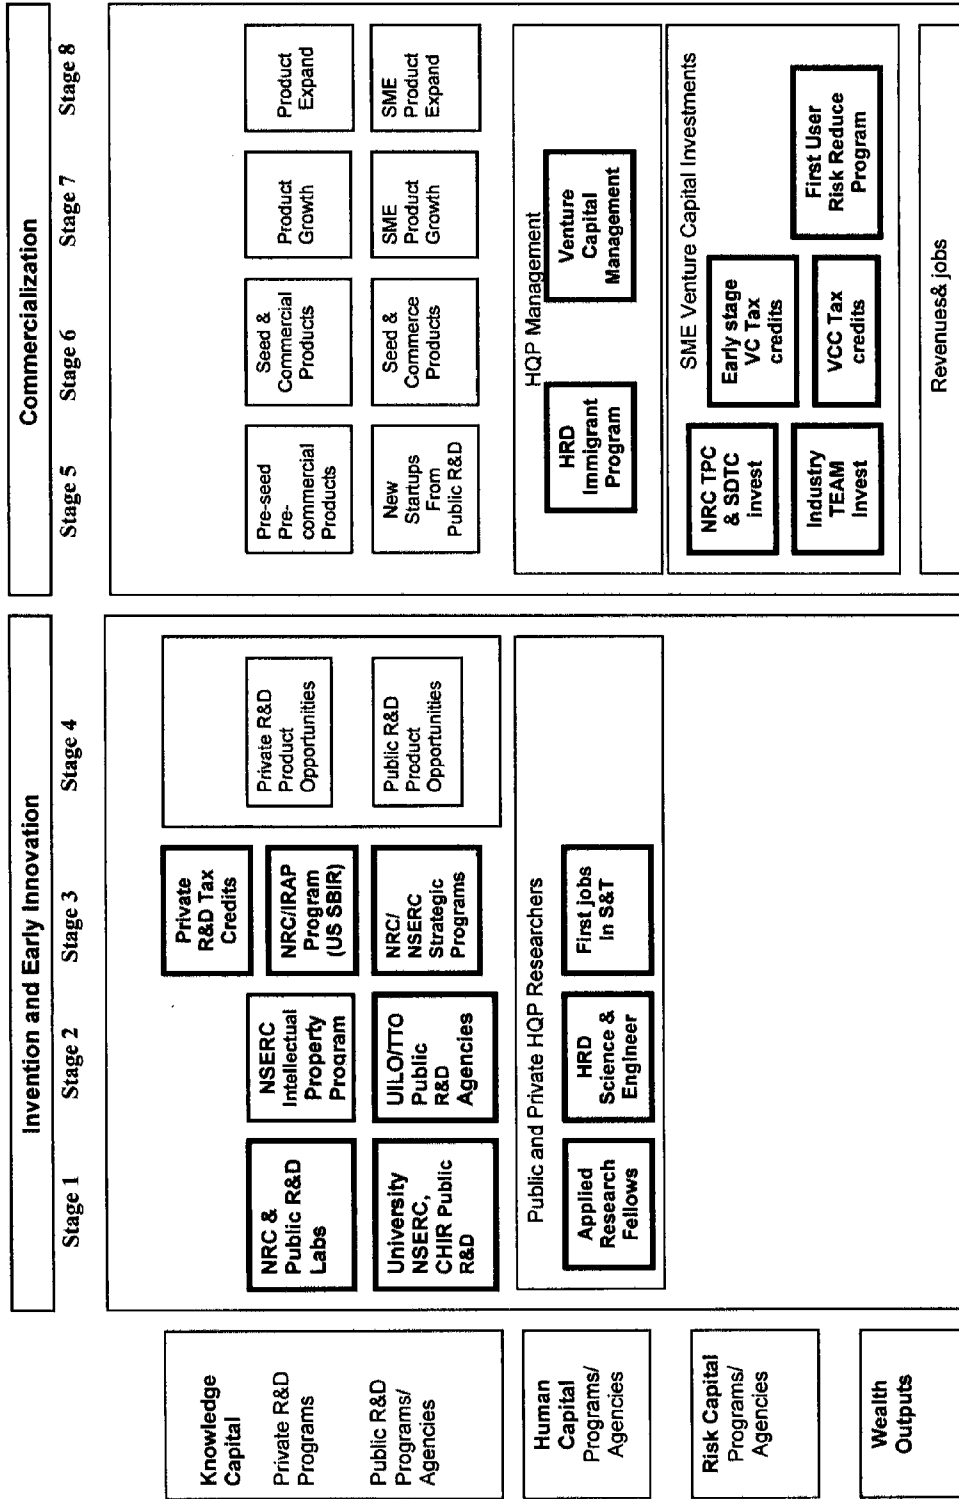 Invention and Early Innovation
Commercialization
Stage 1
Stage 2
Stage 3
Stage 4
Stage 5
Stage 6
Stage 7
Stage 8
Knowledge
Capital
Private R&D
Programs
Public R&D
Programs/
Agencies
Private
R&D Tax
Credits
NRC &
Public R&D
Labs
NSERC
Intellectual
Property
Program
NRC/IRAP
Program
(US SBIR)
Private R&D
Product
Opportunities
Pre-seed
Pre-
commercial
Products
Seed &
Commercial
Products
Product
Growth
Product
Expand
University
NSERC,
CHIR Public
R&D
UILO/TTO
Public
R&D
Agencies
NRC/
NSERC
Strategic
Programs
Public R&D
Product
Opportunities
New
Startups
From
Public R&D
Seed &
Commerce
Products
SME
Product
Growth
SME
Product
Expand
Human
Capital
Programs/
Agencies
Public and Private HQP Researchers
Applied
Research
Fellows
HRD
Science &
Engineer
First jobs
In S&T
HQP Management
HRD
Immigrant
Program
Venture
Capital
Management
Risk Capital
Programs/
Agencies
SME Venture Capital Investments
NRC TPC
& SDTC
invest
Early stage
VC Tax
credits
Industry
TEAM
Invest
VCC Tax
credits
First User
Risk Reduce
Program
Wealth
Outputs
Revenues& jobs